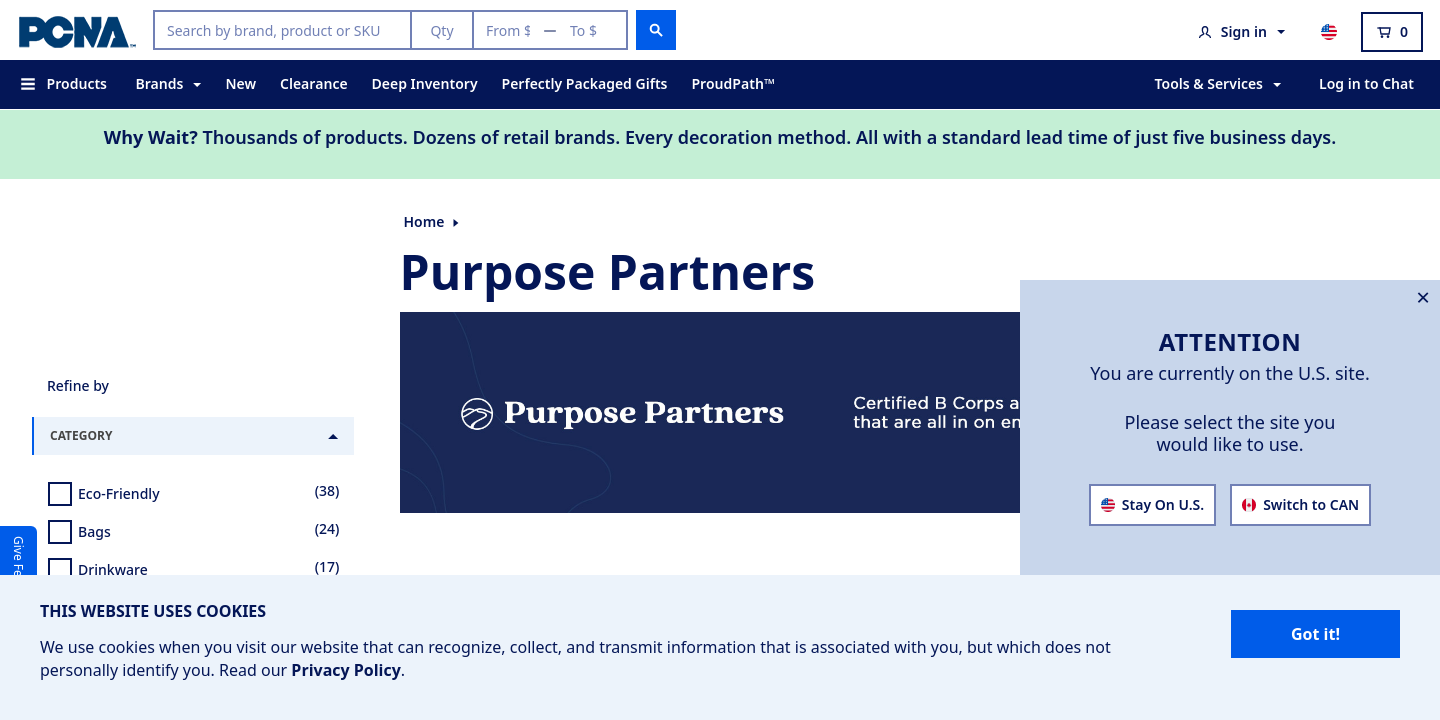 PCNA
Search by brand, product or SKU
Qty
From $
To $
Sign in
0
Products
Brands
New
Clearance
Deep Inventory
Perfectly Packaged Gifts
ProudPath™
Tools & Services
Log in to Chat
Why Wait? Thousands of products. Dozens of retail brands. Every decoration method. All with a standard lead time of just five business days.
Home
Purpose Partners
Purpose Partners
Certified B Corps
that are all in on
ATTENTION
You are currently on the U.S. site.
Please select the site you
would like to use.
Stay On U.S.
Switch to CAN
Refine by
CATEGORY
Eco-Friendly (38)
Bags (24)
Drinkware (17)
Give
THIS WEBSITE USES COOKIES
We use cookies when you visit our website that can recognize, collect, and transmit information that is associated with you, but which does not
personally identify you. Read our Privacy Policy.
Got it!